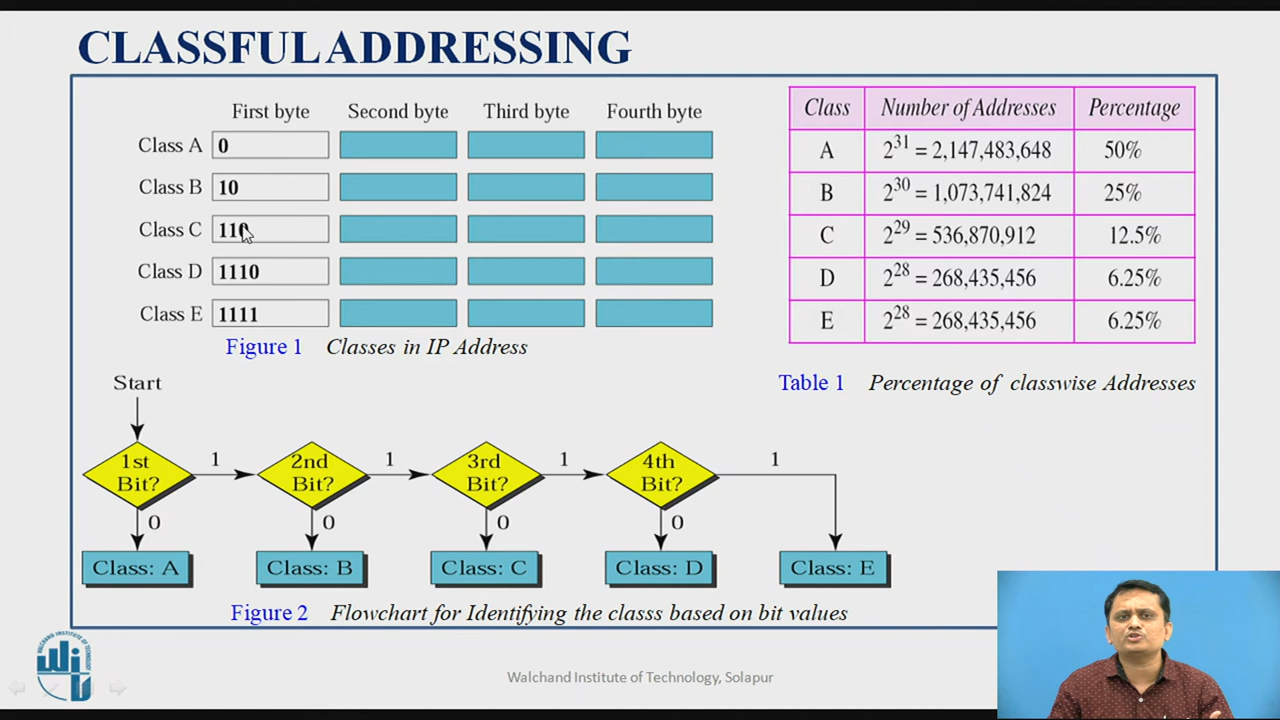 CLASSFUL ADDRESSING
First byte Second byte Third byte Fourth byte
Class A 0
Class B 10
Class C 110
Class D 1110
Class E 1111
Figure 1 Classes in IP Address
Class Number of Addresses Percentage
A 2^31 = 2,147,483,648 50%
B 2^30 = 1,073,741,824 25%
C 2^29 = 536,870,912 12.5%
D 2^28 = 268,435,456 6.25%
E 2^28 = 268,435,456 6.25%
Table 1 Percentage of classwise Addresses
Start
1st Bit? 1 2nd Bit? 1 3rd Bit? 1 4th Bit? 1
0 0 0 0
Class: A Class: B Class: C Class: D Class: E
Figure 2 Flowchart for Identifying the classs based on bit values
WALCHAND INSTITUTE OF TECHNOLOGY
WIT
Walchand Institute of Technology, Solapur